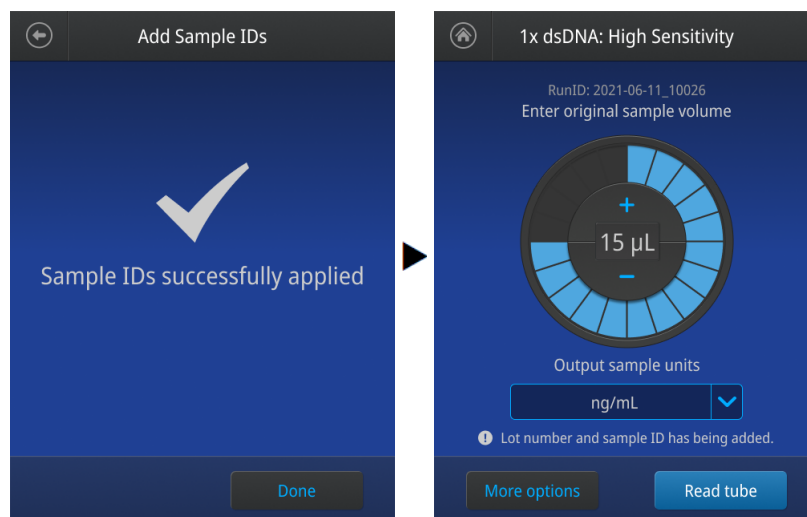 Add Sample IDs
Sample IDs successfully applied
Done
1x dsDNA: High Sensitivity
RunID: 2021-06-11_10026
Enter original sample volume
+
15 µL
−
Output sample units
ng/mL
! Lot number and sample ID has being added.
More options
Read tube